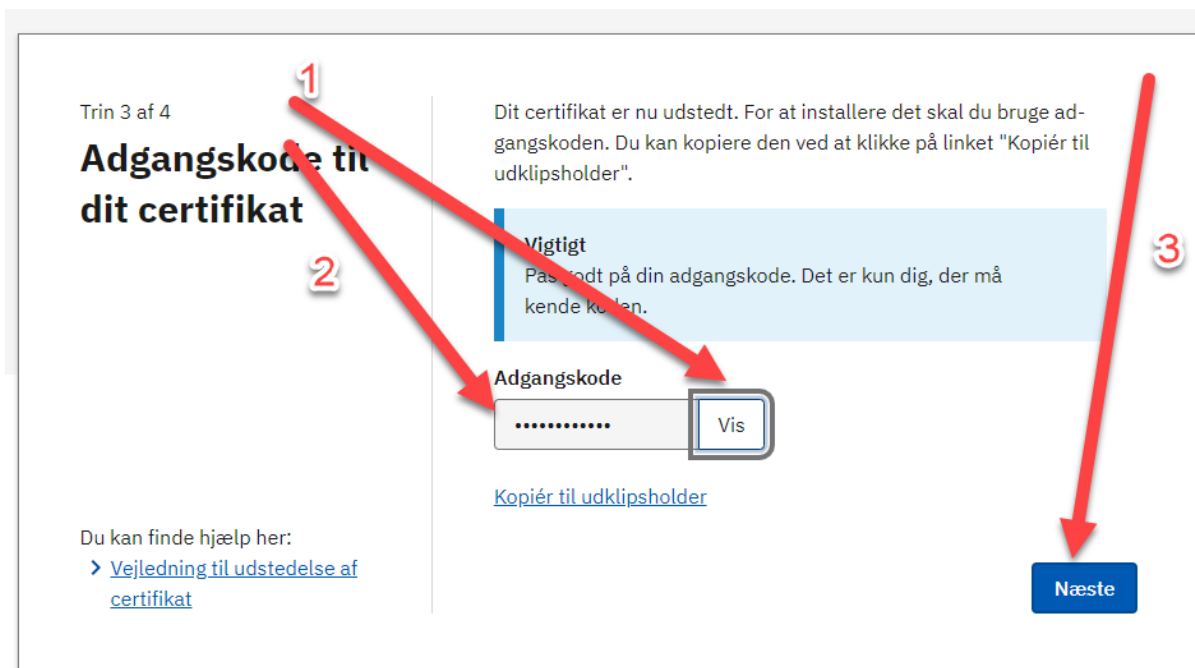 1
Trin 3 af 4
Adgangskode til
dit certifikat
2
Dit certifikat er nu udstedt. For at installere det skal du bruge ad-
gangskoden. Du kan kopiere den ved at klikke på linket "Kopiér til
udklipsholder".
Vigtigt
Pas godt på din adgangskode. Det er kun dig, der må
kende koden.
3
Adgangskode
•••••••••••• Vis
Kopiér til udklipsholder
Du kan finde hjælp her:
Vejledning til udstedelse af
certifikat
Næste